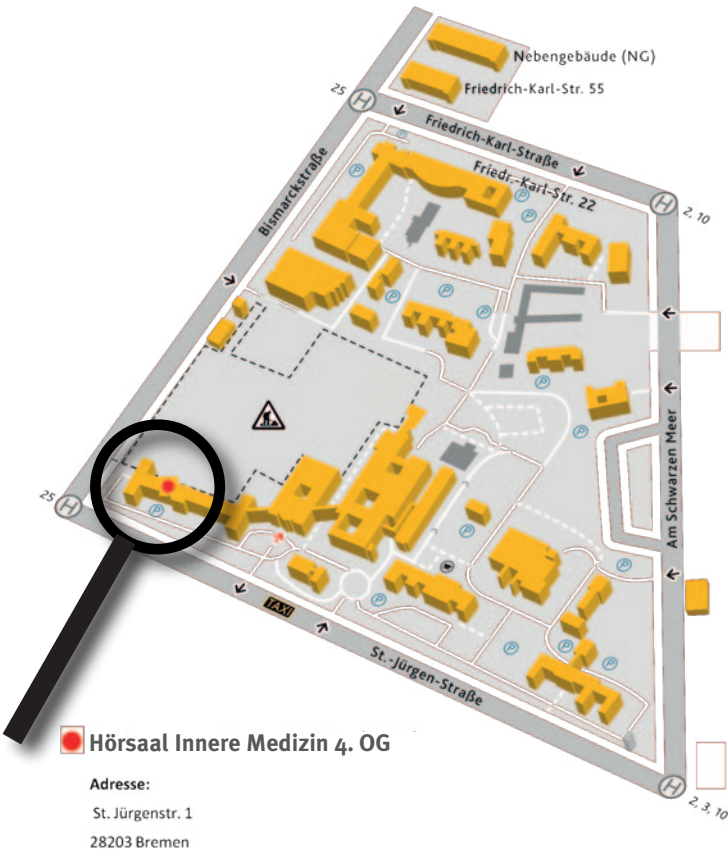 Nebengebäude (NG)
Friedrich-Karl-Str. 55
25
H
Friedrich-Karl-Straße
Friedr.-Karl-Str. 22
H
2, 10
Bismarckstraße
P
P
P
P
P
P
P
Am Schwarzen Meer
P
25
H
P
P
P
TAXI
P
P
P
P
St.-Jürgen-Straße
H
2, 3, 10
Hörsaal Innere Medizin 4. OG
Adresse:
St. Jürgenstr. 1
28203 Bremen